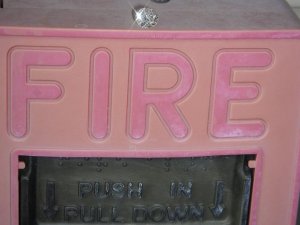 FIRE
PUSH IN
PULL DOWN